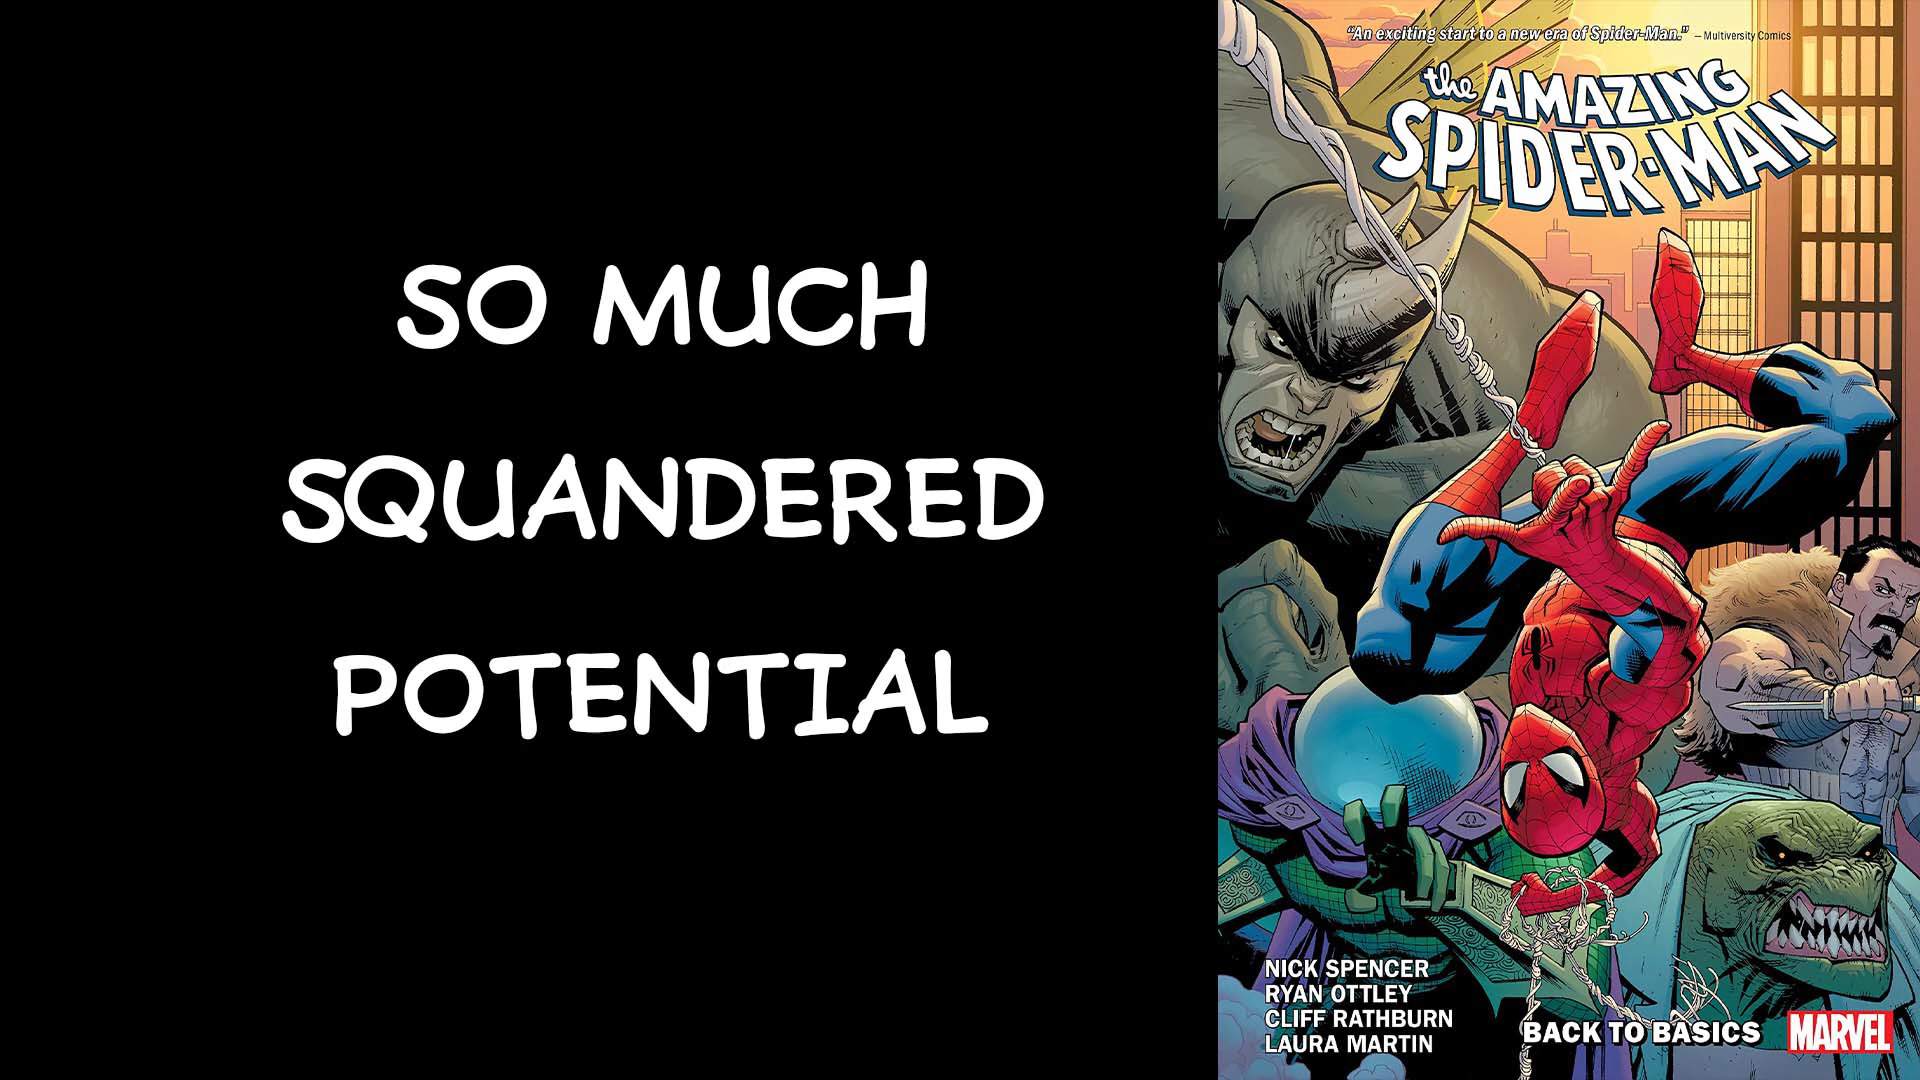 SO MUCH
SQUANDERED
POTENTIAL
"An exciting start to a new era of Spider-Man." – Multiversity Comics
the AMAZING
SPIDER-MAN
NICK SPENCER
RYAN OTTLEY
CLIFF RATHBURN
LAURA MARTIN
BACK TO BASICS
MARVEL